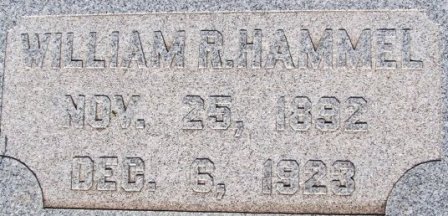 WILLIAM R. HAMMEL
NOV. 25, 1892
DEC. 6, 1923